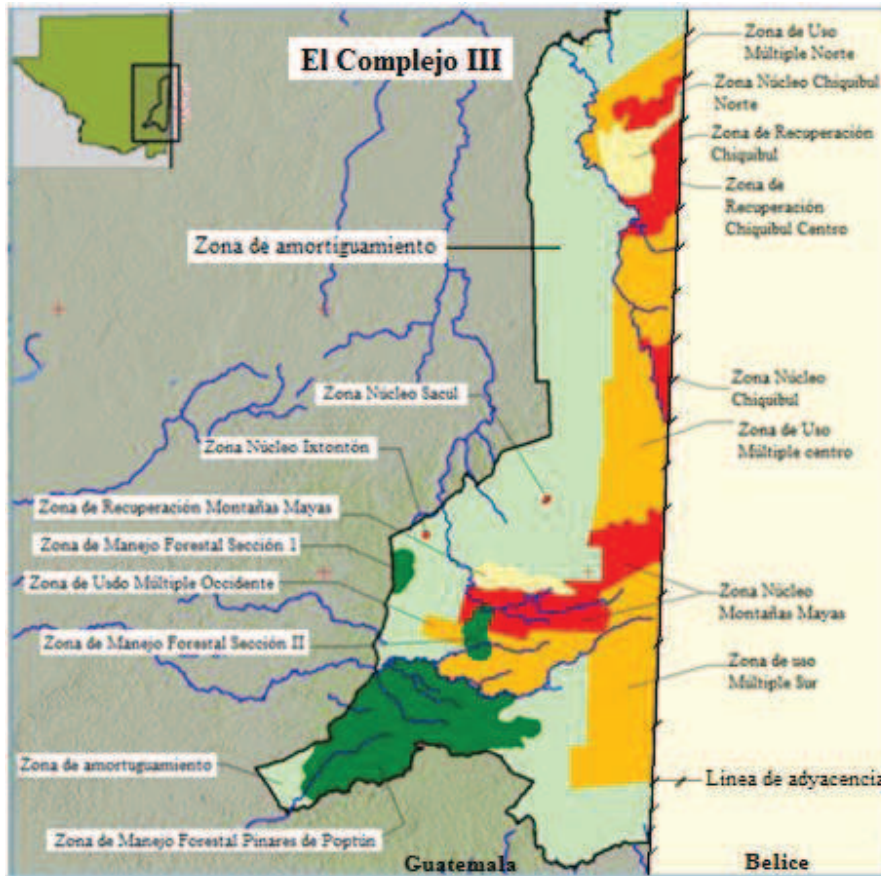 El Complejo III
Zona de Uso
Múltiple Norte
Zona Núcleo Chiquibul
Norte
Zona de Recuperación
Chiquibul
Zona de
Recuperación
Chiquibul Centro
Zona de amortiguamiento
Zona Núcleo Sacúl
Zona Núcleo
Chiquibul
Zona de Uso
Múltiple centro
Zona Núcleo Ixtontón
Zona de Recuperación Montañas Mayas
Zona de Manejo Forestal Sección 1
Zona de Usdo Múltiple Occidente
Zona de Manejo Forestal Sección II
Zona Núcleo
Montañas Mayas
Zona de uso
Múltiple Sur
Zona de amortuguamiento
Línea de adyacencia
Zona de Manejo Forestal Pinares de Poptún
Guatemala
Belice